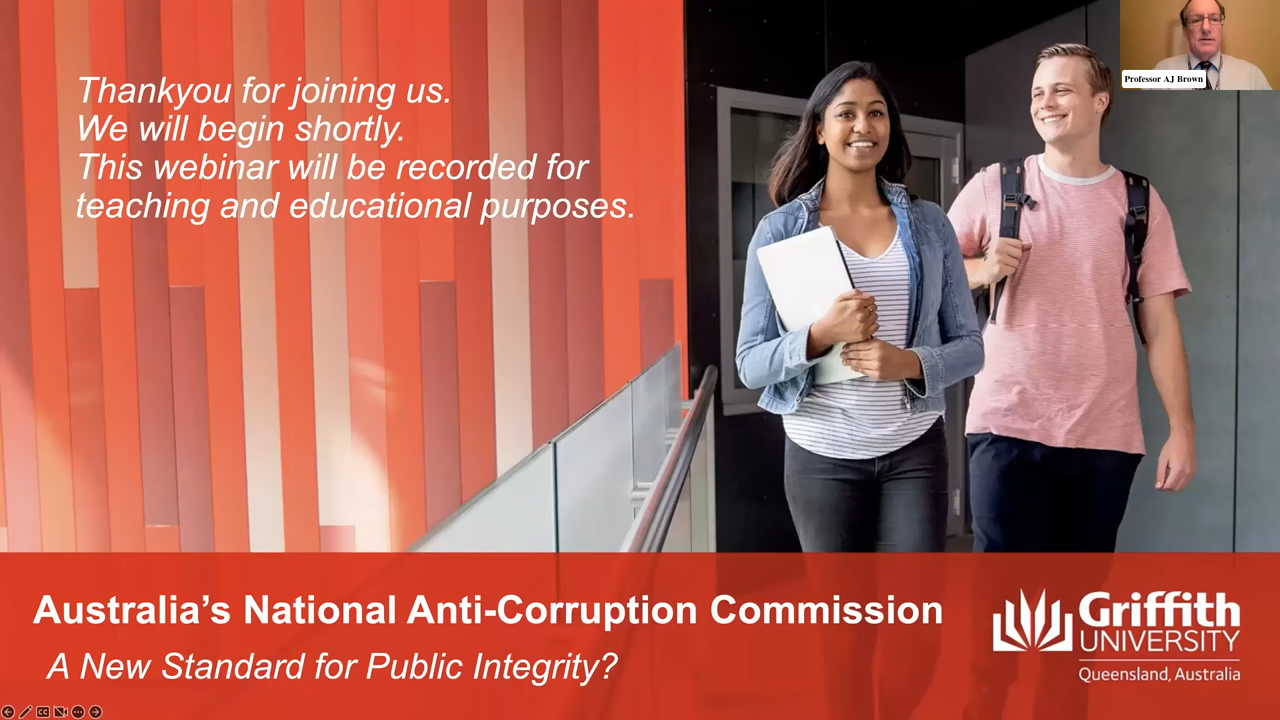 Thankyou for joining us.
We will begin shortly.
This webinar will be recorded for
teaching and educational purposes.
Professor AJ Brown
Australia’s National Anti-Corruption Commission
A New Standard for Public Integrity?
Griffith
UNIVERSITY
Queensland, Australia
CC